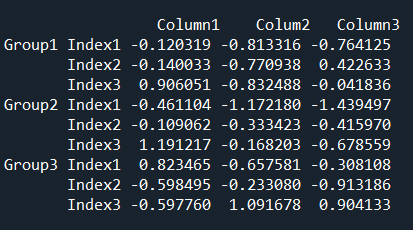 Column1 Colum2 Column3
Group1 Index1 -0.120319 -0.813316 -0.764125
Index2 -0.140033 -0.770938 0.422633
Index3 0.906051 -0.832488 -0.041836
Group2 Index1 -0.461104 -1.172180 -1.439497
Index2 -0.109062 -0.333423 -0.415970
Index3 1.191217 -0.168203 -0.678559
Group3 Index1 0.823465 -0.657581 -0.308108
Index2 -0.598495 -0.233080 -0.913186
Index3 -0.597760 1.091678 0.904133